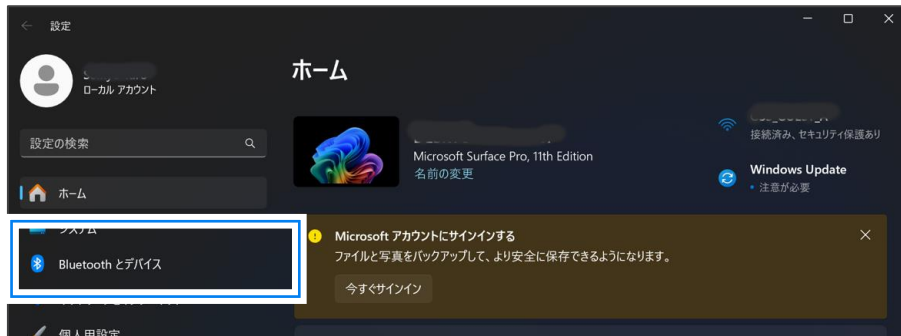 設定
ローカル アカウント
設定の検索
ホーム
システム
Bluetooth とデバイス
個人用設定
ホーム
Microsoft Surface Pro, 11th Edition
名前の変更
接続済み、セキュリティ保護あり
Windows Update
• 注意が必要
Microsoft アカウントにサインインする
ファイルと写真をバックアップして、より安全に保存できるようになります。
今すぐサインイン